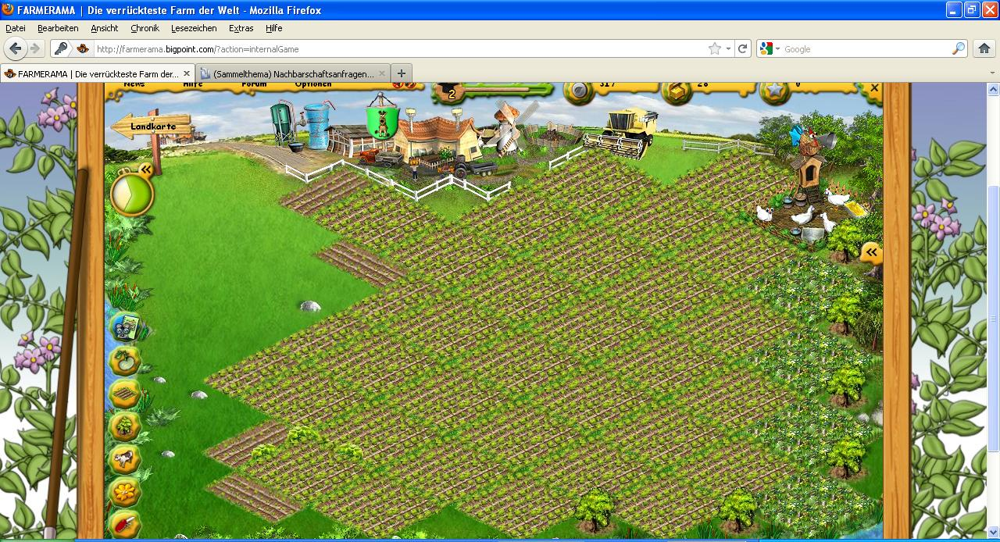 FARMERAMA | Die verrückteste Farm der Welt - Mozilla Firefox
Datei Bearbeiten Ansicht Chronik Lesezeichen Extras Hilfe
http://farmerama.bigpoint.com/?action=internalGame
Google
FARMERAMA | Die verrückteste Farm der...
(Sammelthema) Nachbarschaftsanfragen...
News Hilfe Forum Optionen
2
317
28
0
Landkarte